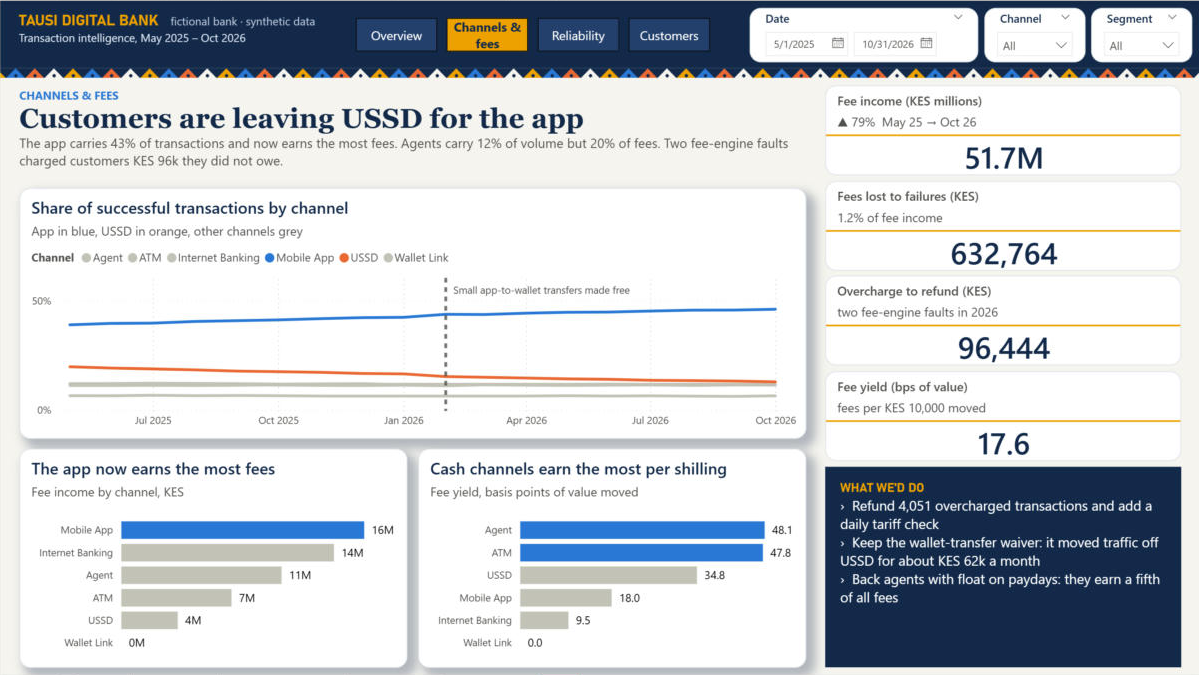 TAUSI DIGITAL BANK fictional bank · synthetic data
Transaction intelligence, May 2025 – Oct 2026
Overview
Channels &
fees
Reliability
Customers
Date
5/1/2025
10/31/2026
Channel
All
Segment
All
CHANNELS & FEES
Customers are leaving USSD for the app
The app carries 43% of transactions and now earns the most fees. Agents carry 12% of volume but 20% of fees. Two fee-engine faults
charged customers KES 96k they did not owe.
Share of successful transactions by channel
App in blue, USSD in orange, other channels grey
Channel Agent ATM Internet Banking Mobile App USSD Wallet Link
50%
0%
Small app-to-wallet transfers made free
Jul 2025 Oct 2025 Jan 2026 Apr 2026 Jul 2026 Oct 2026
The app now earns the most fees
Fee income by channel, KES
Mobile App 16M
Internet Banking 14M
Agent 11M
ATM 7M
USSD 4M
Wallet Link 0M
Cash channels earn the most per shilling
Fee yield, basis points of value moved
Agent 48.1
ATM 47.8
USSD 34.8
Mobile App 18.0
Internet Banking 9.5
Wallet Link 0.0
Fee income (KES millions)
▲ 79% May 25 → Oct 26
51.7M
Fees lost to failures (KES)
1.2% of fee income
632,764
Overcharge to refund (KES)
two fee-engine faults in 2026
96,444
Fee yield (bps of value)
fees per KES 10,000 moved
17.6
WHAT WE'D DO
› Refund 4,051 overcharged transactions and add a
daily tariff check
› Keep the wallet-transfer waiver: it moved traffic off
USSD for about KES 62k a month
› Back agents with float on paydays: they earn a fifth
of all fees